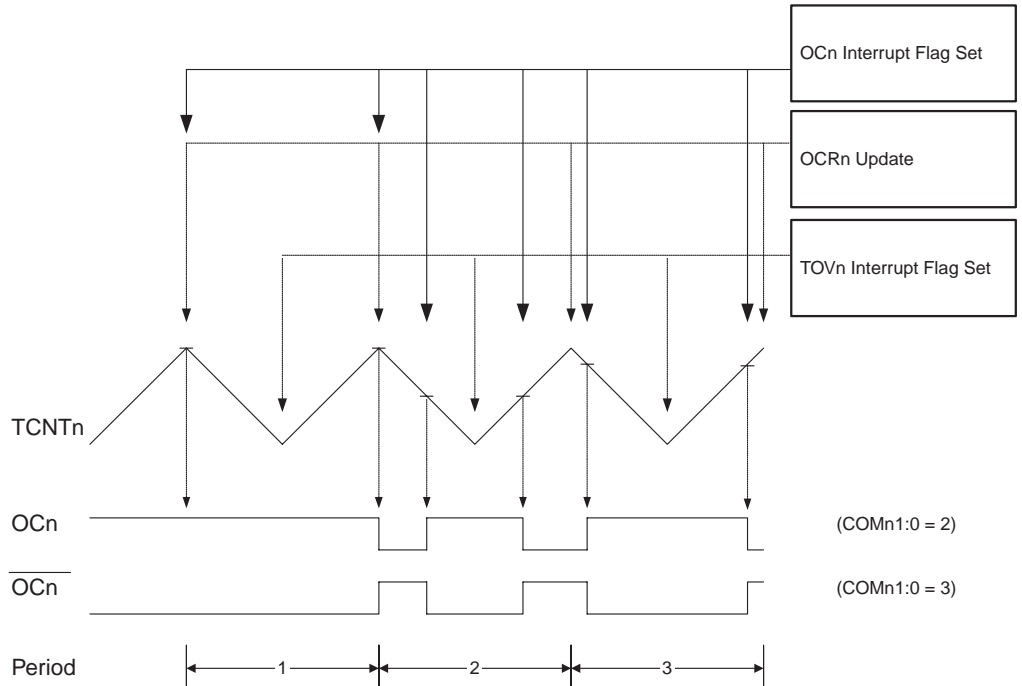 OCn Interrupt Flag Set
OCRn Update
TOVn Interrupt Flag Set
TCNTn
OCn (COMn1:0 = 2)
OCn (COMn1:0 = 3)
Period 1 2 3